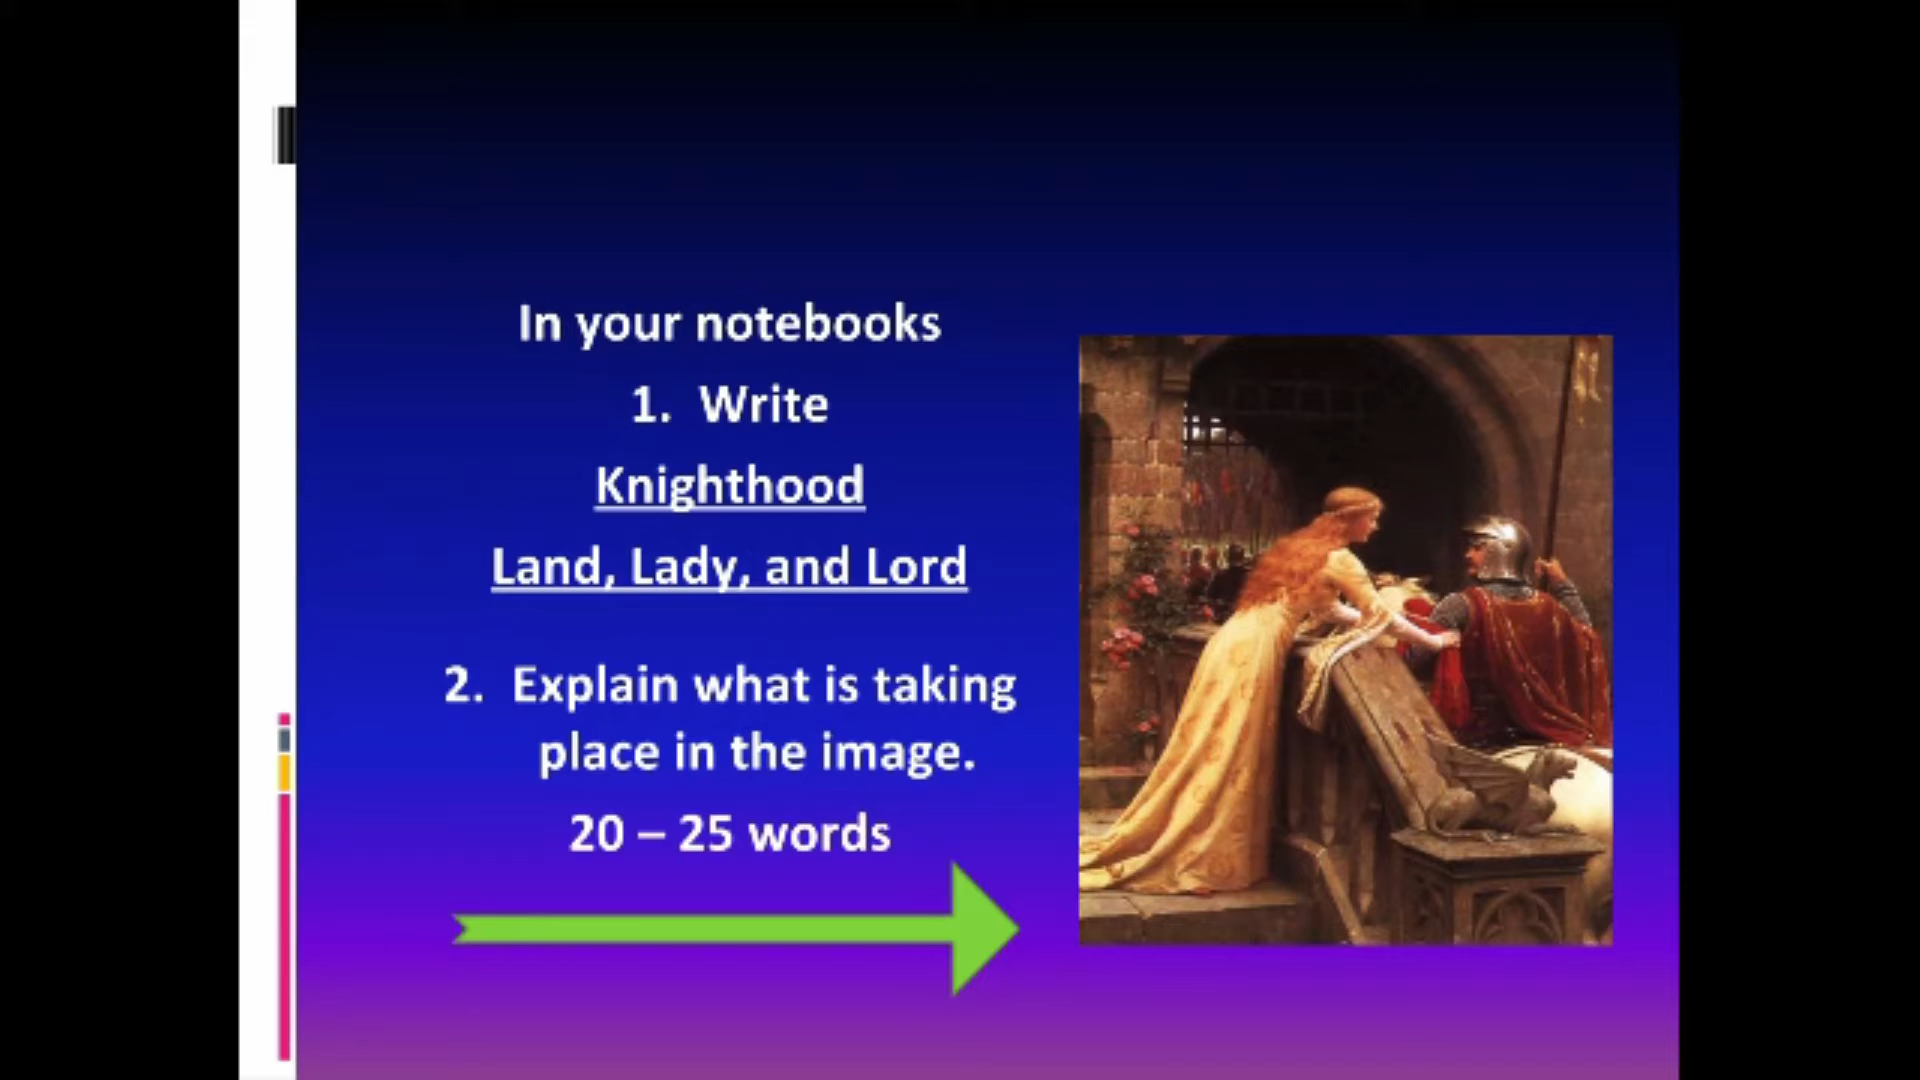 In your notebooks
1. Write
Knighthood
Land, Lady, and Lord
2. Explain what is taking
place in the image.
20 – 25 words